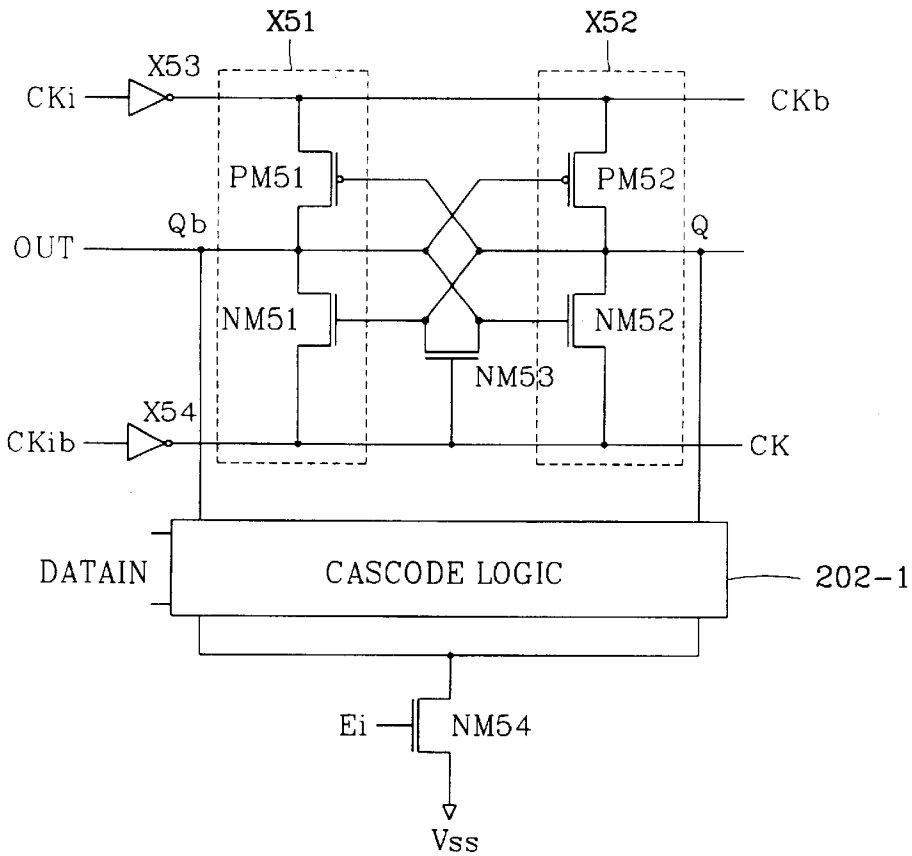 X51 X52
X53
CKi CKb
PM51 PM52
Qb Q
OUT
NM51 NM52
NM53
X54
CKib CK
DATAIN CASCODE LOGIC 202-1
Ei NM54
Vss